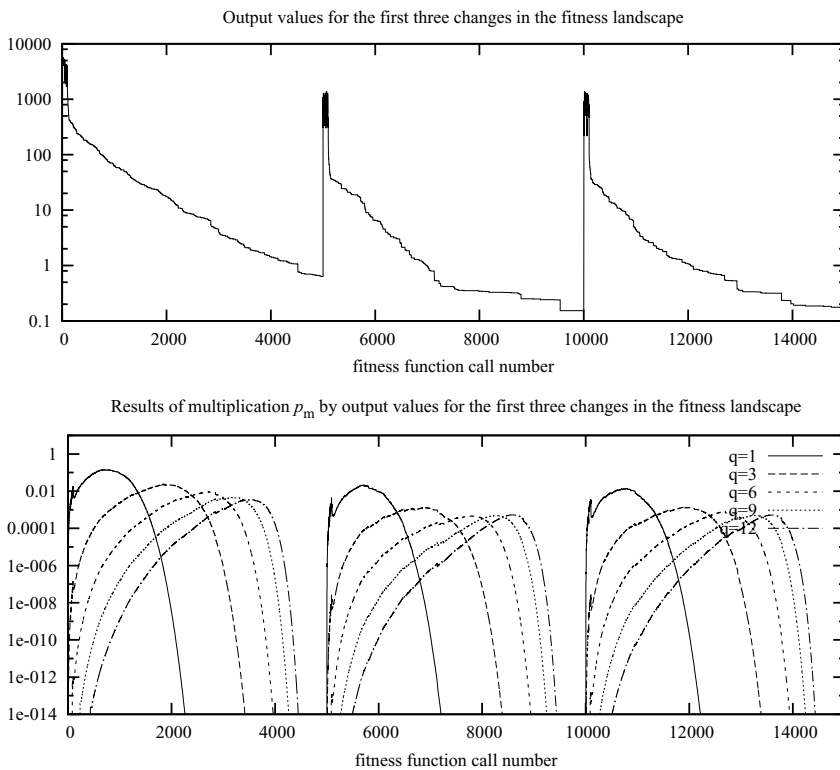 Output values for the first three changes in the fitness landscape
10000
1000
100
10
1
0.1
0 2000 4000 6000 8000 10000 12000 14000
fitness function call number
Results of multiplication pm by output values for the first three changes in the fitness landscape
1
0.01
0.0001
1e-006
1e-008
1e-010
1e-012
1e-014
q=1
q=3
q=6
q=9
q=12
0 2000 4000 6000 8000 10000 12000 14000
fitness function call number